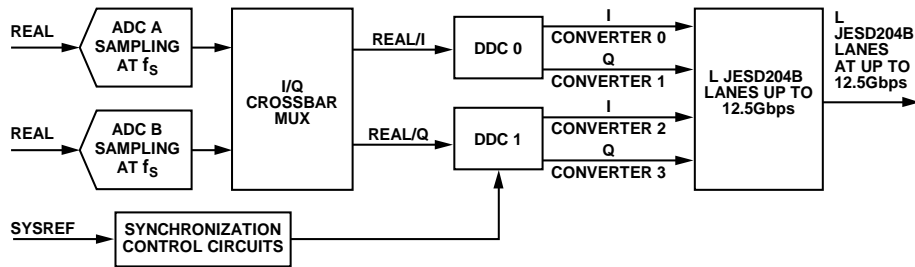 REAL
ADC A
SAMPLING
AT fS
REAL
ADC B
SAMPLING
AT fS
I/Q
CROSSBAR
MUX
REAL/I
REAL/Q
DDC 0
DDC 1
I
CONVERTER 0
Q
CONVERTER 1
I
CONVERTER 2
Q
CONVERTER 3
L JESD204B
LANES UP TO
12.5Gbps
L
JESD204B
LANES
AT UP TO
12.5Gbps
SYSREF
SYNCHRONIZATION
CONTROL CIRCUITS